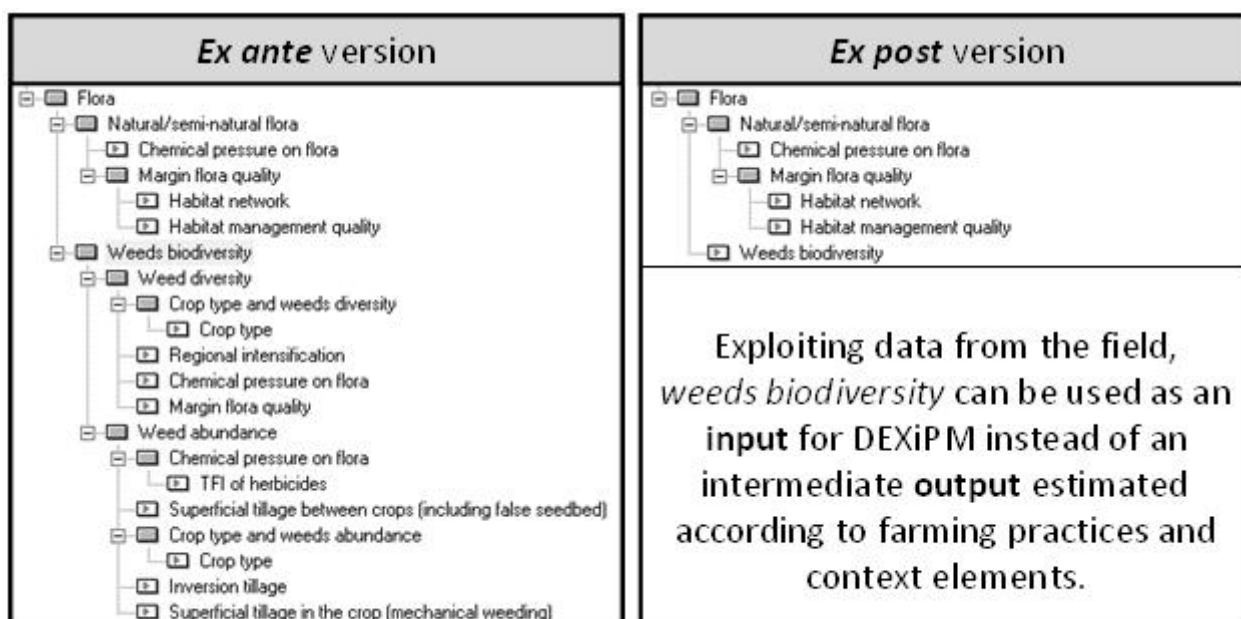 Ex ante version
Flora
Natural/semi-natural flora
Chemical pressure on flora
Margin flora quality
Habitat network
Habitat management quality
Weeds biodiversity
Weed diversity
Crop type and weeds diversity
Crop type
Regional intensification
Chemical pressure on flora
Margin flora quality
Weed abundance
Chemical pressure on flora
TFI of herbicides
Superficial tillage between crops (including false seedbed)
Crop type and weeds abundance
Crop type
Inversion tillage
Superficial tillage in the crop (mechanical weeding)
Ex post version
Flora
Natural/semi-natural flora
Chemical pressure on flora
Margin flora quality
Habitat network
Habitat management quality
Weeds biodiversity
Exploiting data from the field,
weeds biodiversity can be used as an
input for DEXiPM instead of an
intermediate output estimated
according to farming practices and
context elements.